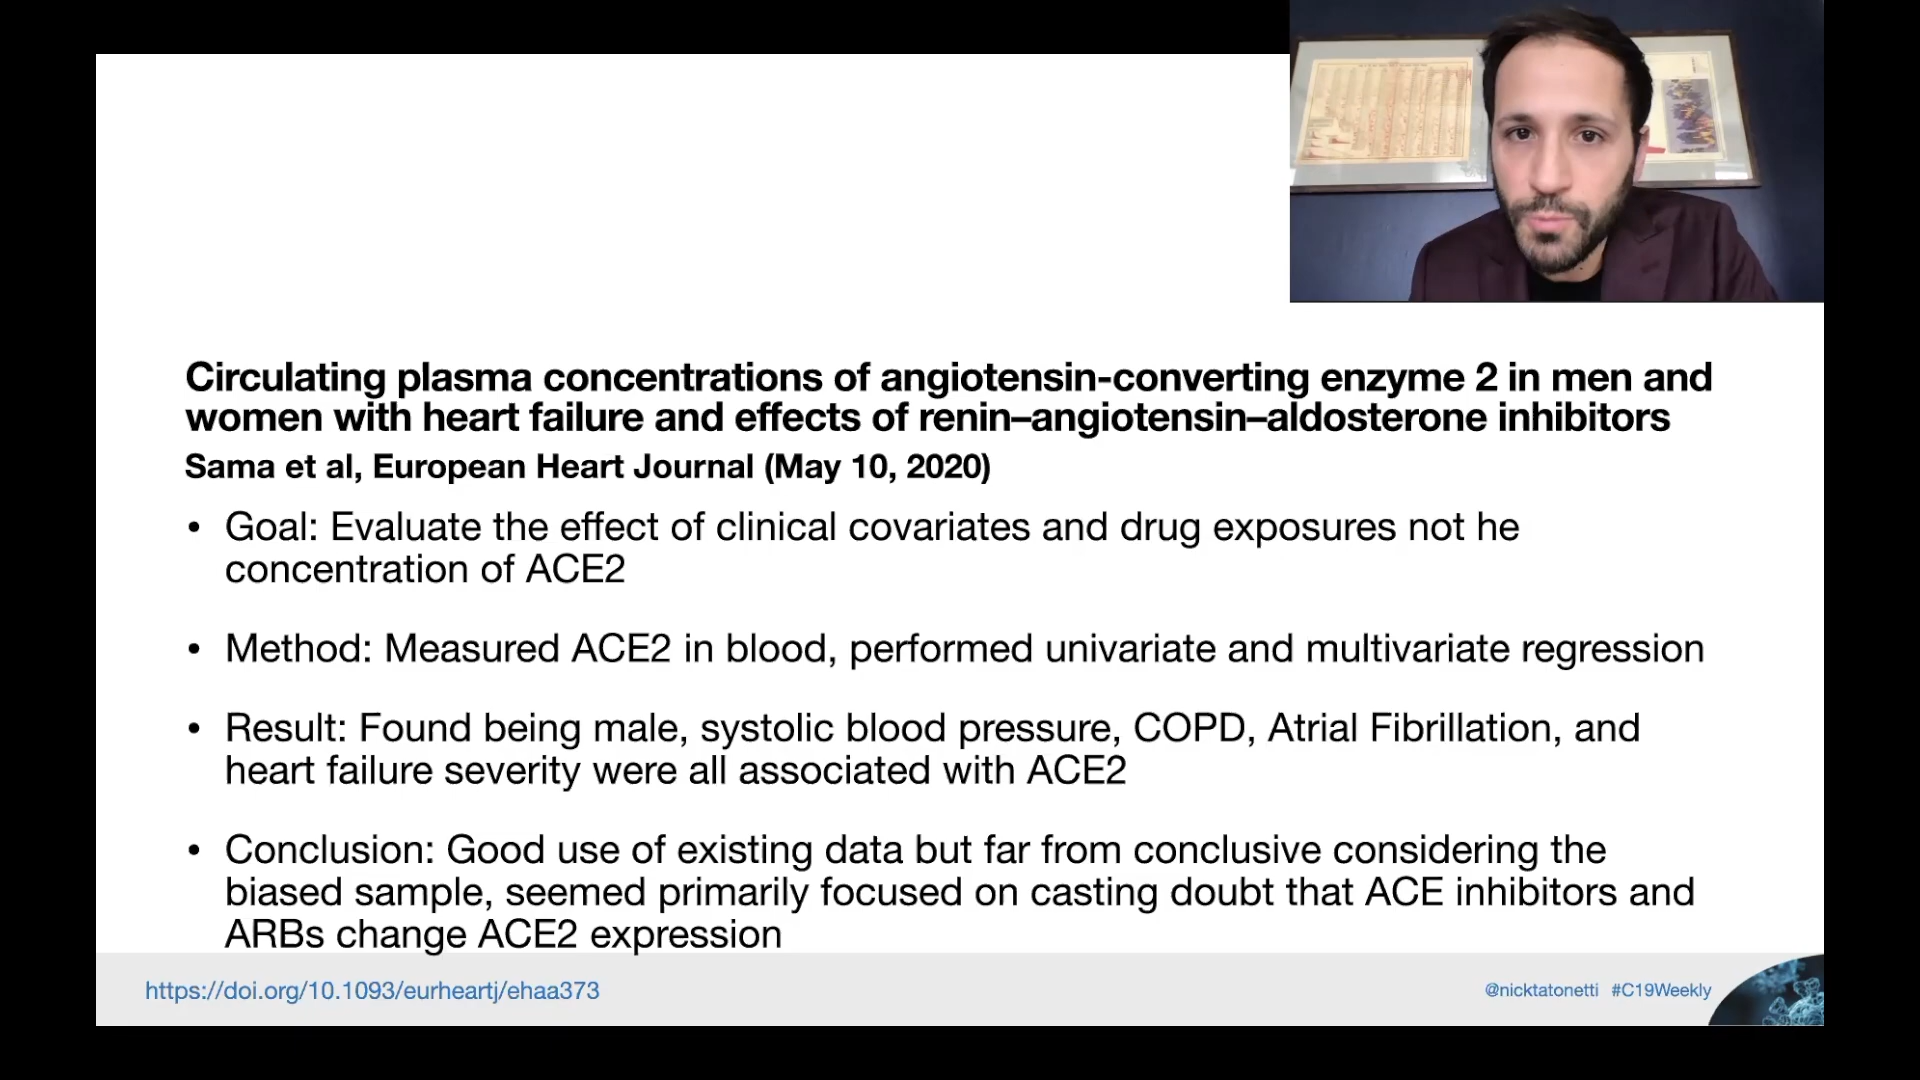 Circulating plasma concentrations of angiotensin-converting enzyme 2 in men and
women with heart failure and effects of renin–angiotensin–aldosterone inhibitors
Sama et al, European Heart Journal (May 10, 2020)
• Goal: Evaluate the effect of clinical covariates and drug exposures not he
concentration of ACE2
• Method: Measured ACE2 in blood, performed univariate and multivariate regression
• Result: Found being male, systolic blood pressure, COPD, Atrial Fibrillation, and
heart failure severity were all associated with ACE2
• Conclusion: Good use of existing data but far from conclusive considering the
biased sample, seemed primarily focused on casting doubt that ACE inhibitors and
ARBs change ACE2 expression
https://doi.org/10.1093/eurheartj/ehaa373
@nicktatonetti #C19Weekly